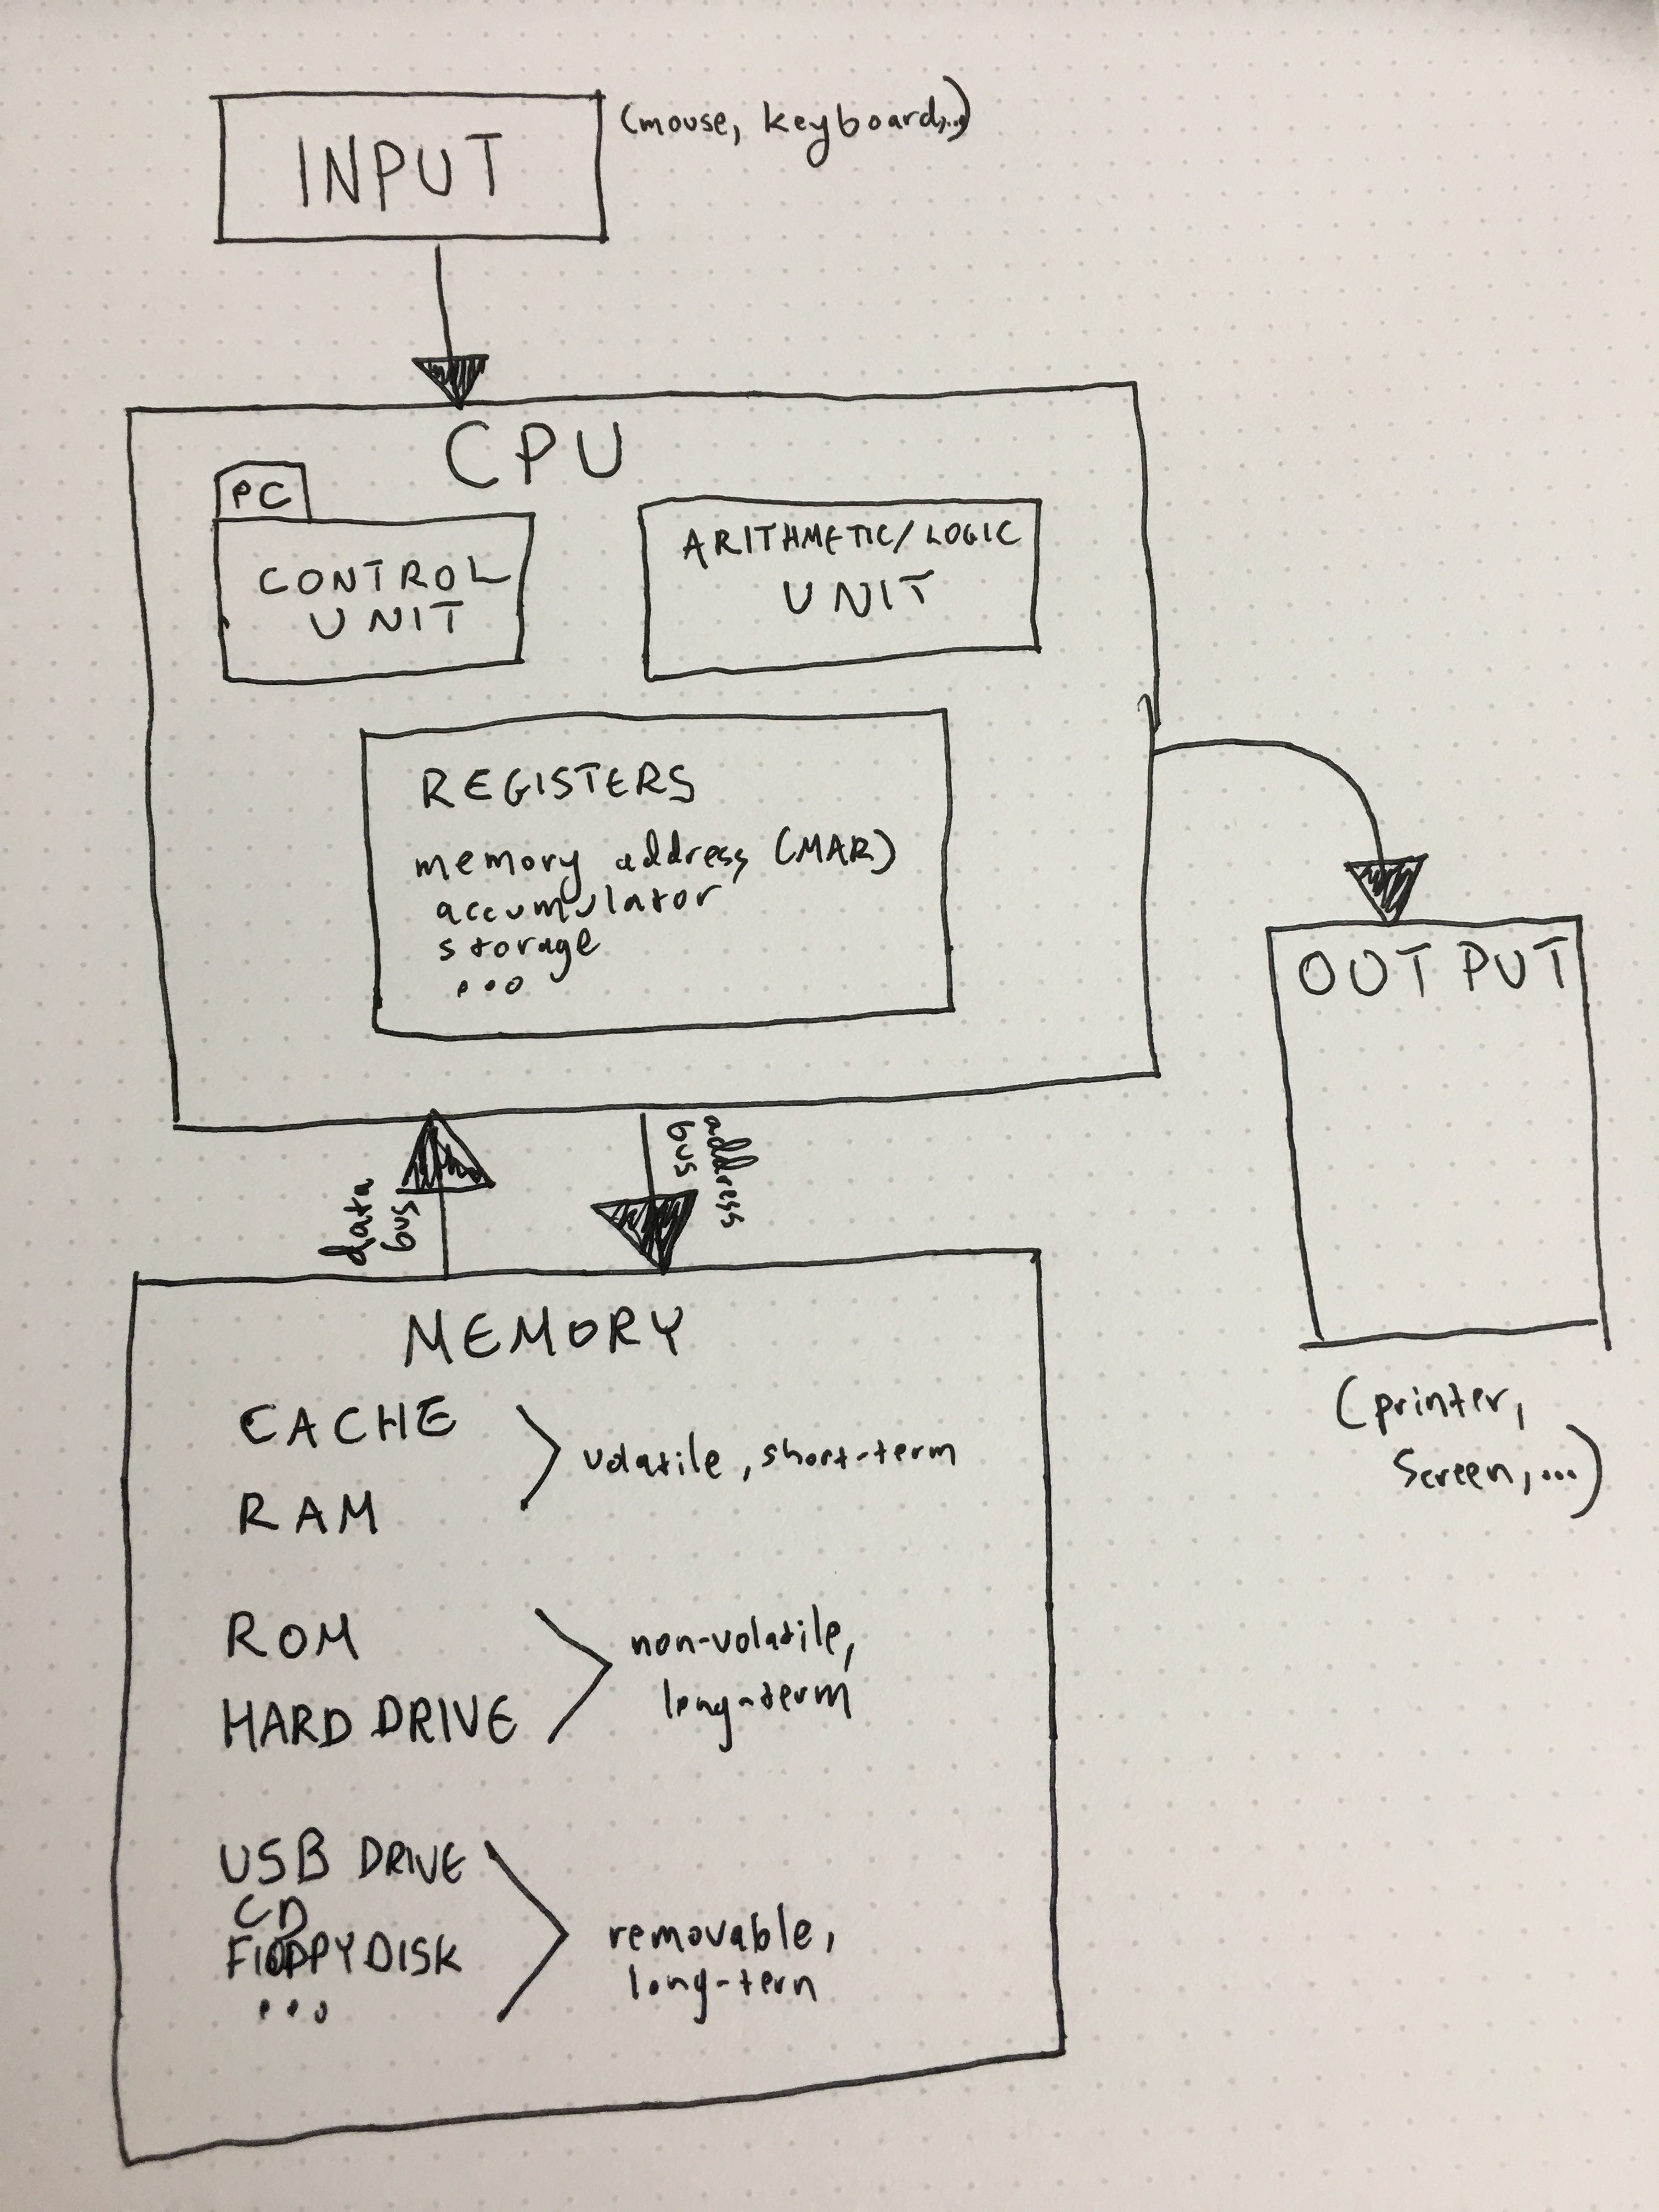 INPUT
(mouse, keyboard,...)
CPU
PC
CONTROL
UNIT
ARITHMETIC/LOGIC
UNIT
REGISTERS
memory address (MAR)
accumulator
storage
...
data
bus
address
bus
OUTPUT
(printer,
screen,...)
MEMORY
CACHE
RAM
volatile, short-term
ROM
HARD DRIVE
non-volatile,
long-term
USB DRIVE
CD
FlOPPY DISK
...
removable,
long-tern